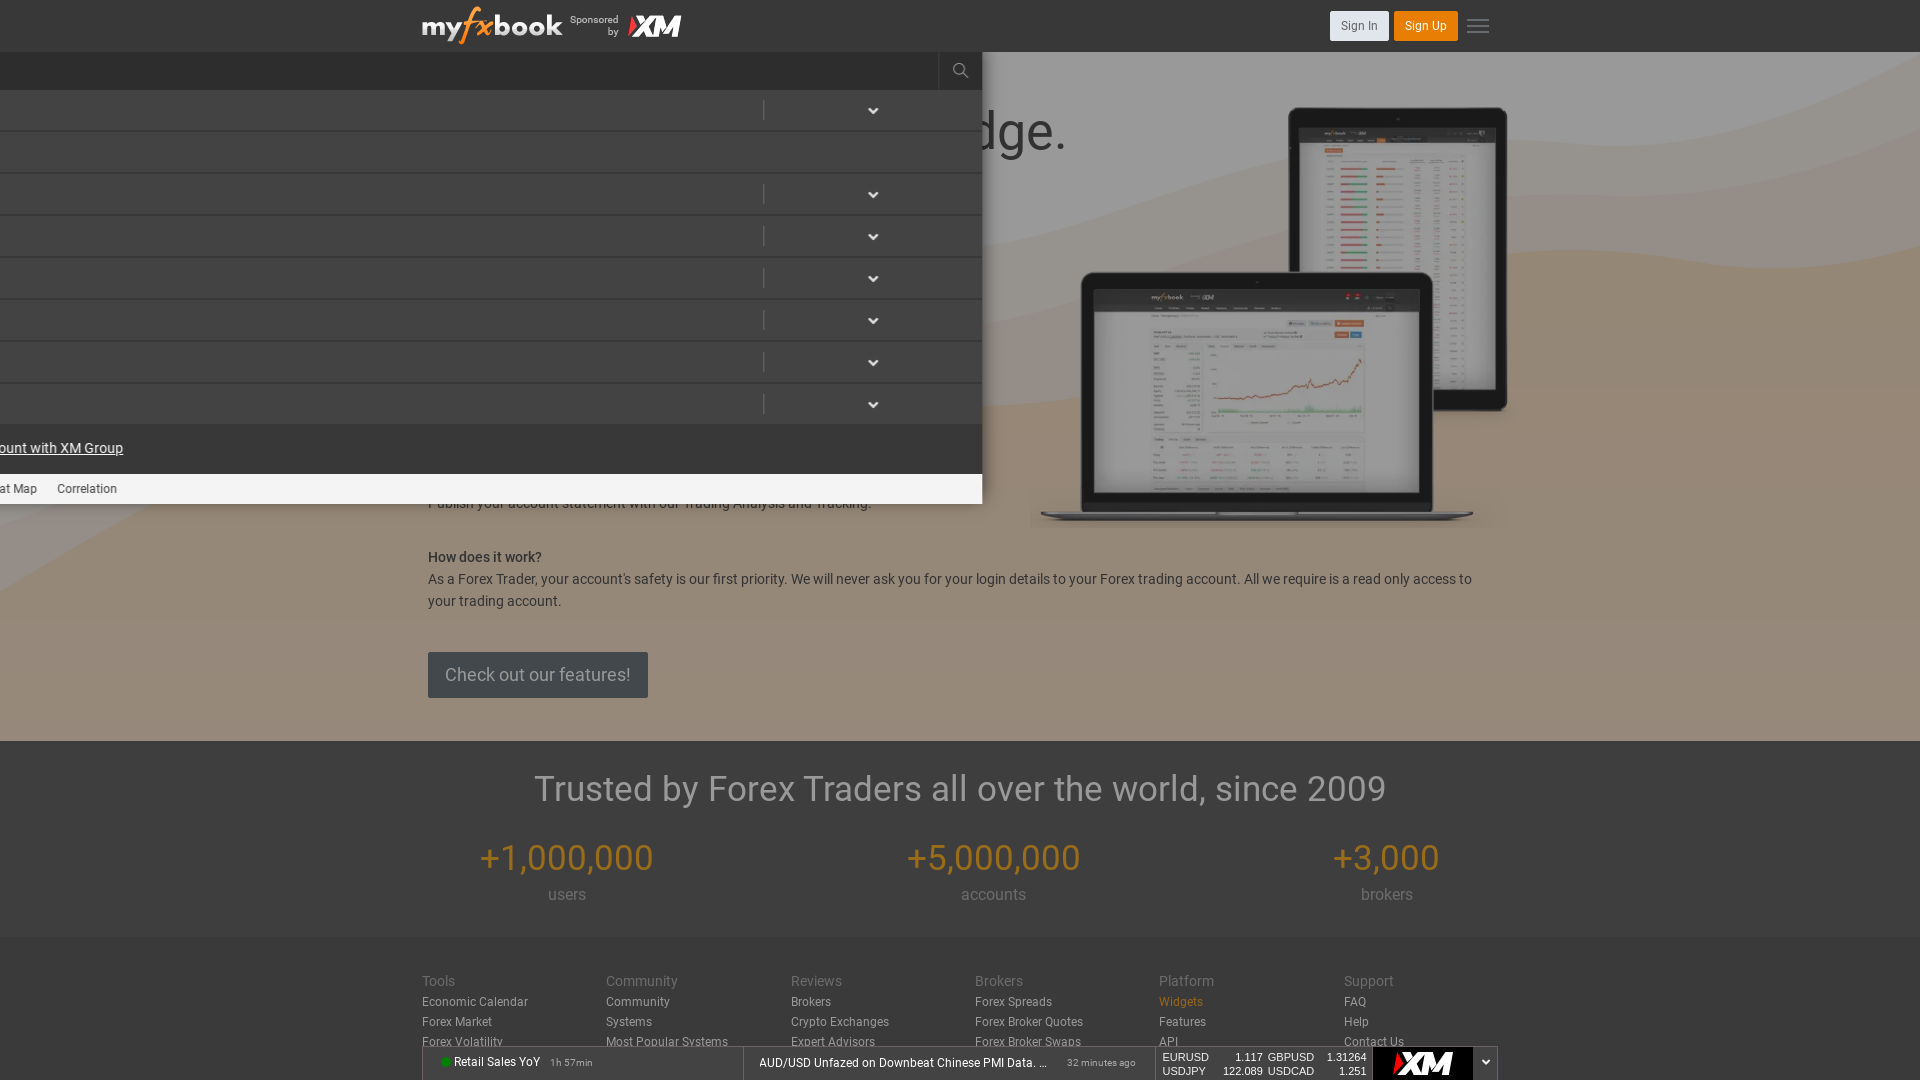 myfxbook
Sponsored by
XM
Sign In
Sign Up
dge.
ount with XM Group
at Map
Correlation
Publish your account statement with our Trading Analysis and Tracking.
How does it work?
As a Forex Trader, your account's safety is our first priority. We will never ask you for your login details to your Forex trading account. All we require is a read only access to
your trading account.
Check out our features!
Trusted by Forex Traders all over the world, since 2009
+1,000,000
users
+5,000,000
accounts
+3,000
brokers
Tools
Economic Calendar
Forex Market
Forex Volatility
Community
Community
Systems
Most Popular Systems
Reviews
Brokers
Crypto Exchanges
Expert Advisors
Brokers
Forex Spreads
Forex Broker Quotes
Forex Broker Swaps
Platform
Widgets
Features
API
Support
FAQ
Help
Contact Us
Retail Sales YoY 1h 57min
AUD/USD Unfazed on Downbeat Chinese PMI Data. ... 32 minutes ago
EURUSD 1.117 GBPUSD 1.31264
USDJPY 122.089 USDCAD 1.251
XM